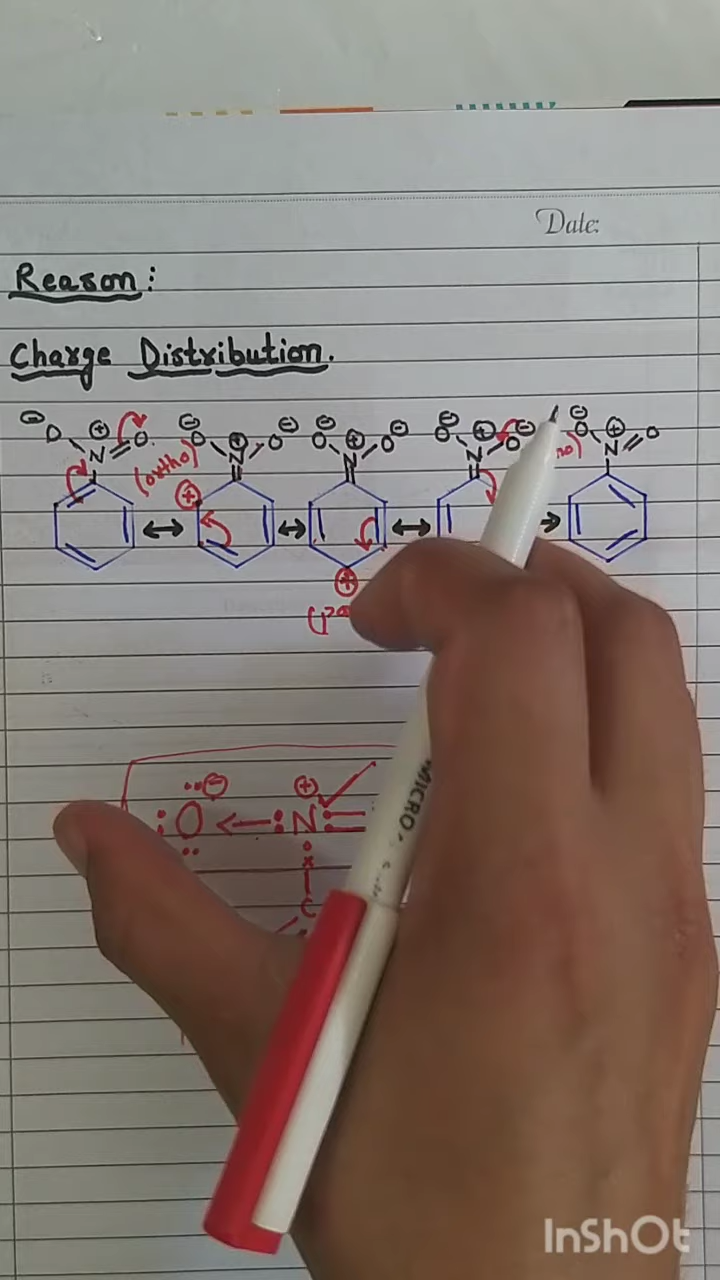 Date:
Reason:
Charge Distribution.
⊖ O N ⊕ O ⊖ O N ⊕ O ⊖ ⊖ O N ⊕ O ⊖ ⊖ O N ⊕ O ⊖ ⊖ O N ⊕ O
(ortho)
⊕
⊕
⊖ ⊕
O N
C
MICRO
InShOt